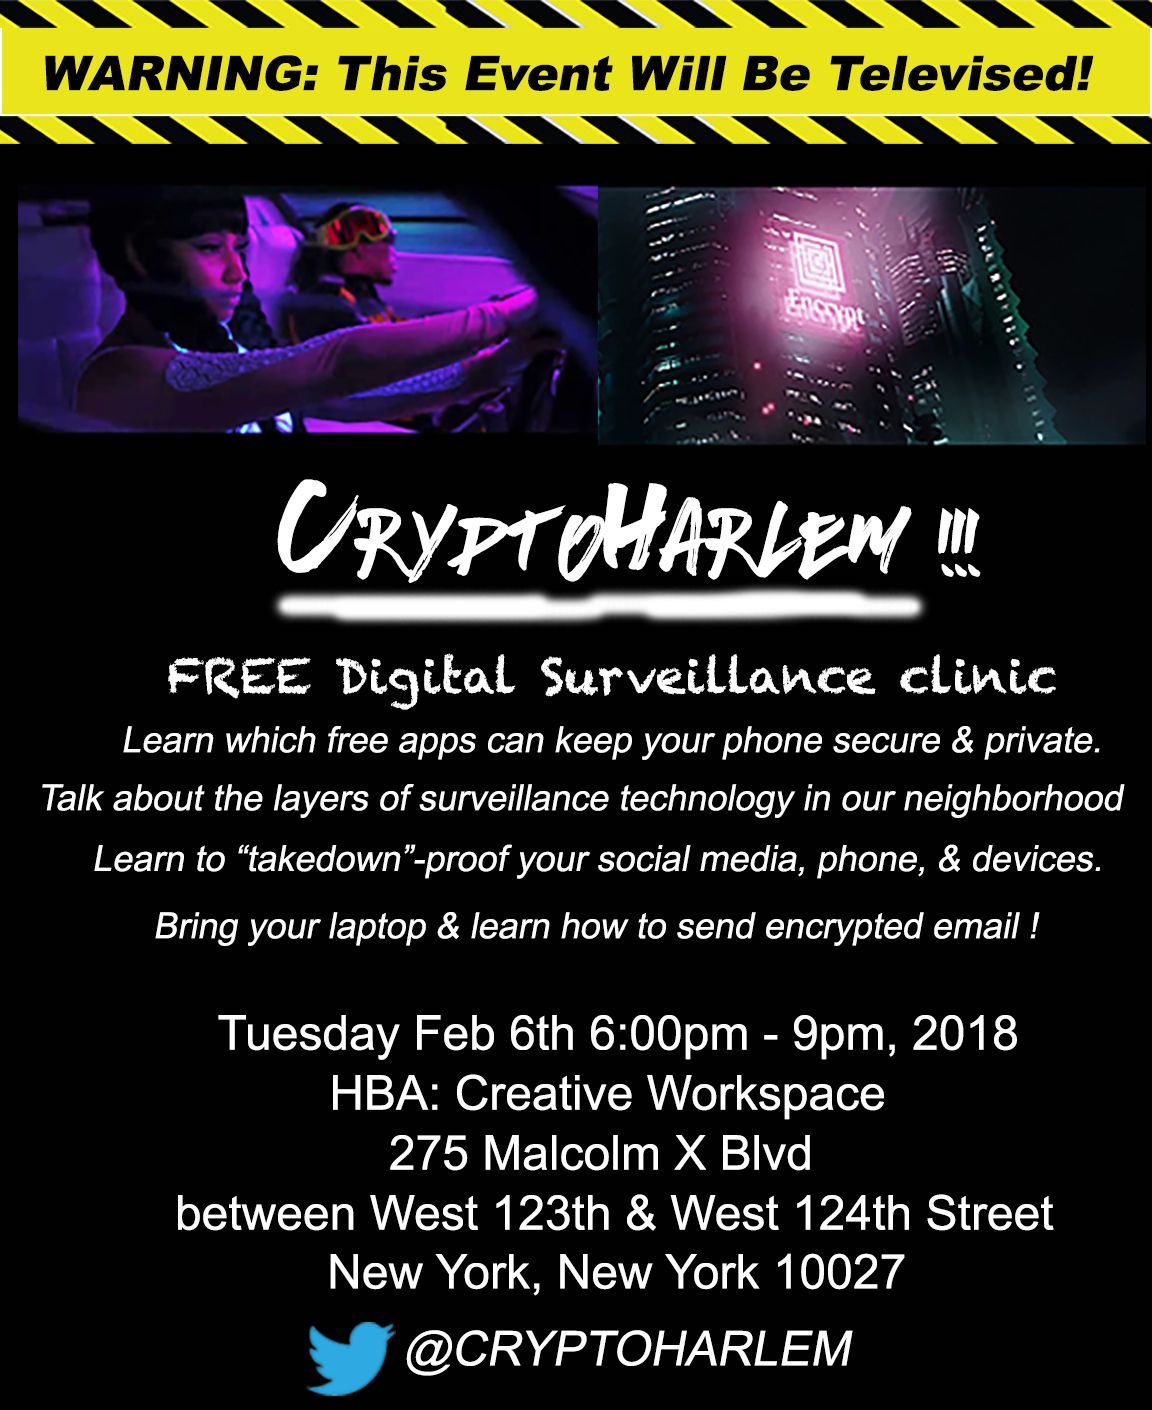 WARNING: This Event Will Be Televised!
ENCRYPT
CRYPTOHARLEM !!!
FREE Digital Surveillance clinic
Learn which free apps can keep your phone secure & private.
Talk about the layers of surveillance technology in our neighborhood
Learn to “takedown”-proof your social media, phone, & devices.
Bring your laptop & learn how to send encrypted email !
Tuesday Feb 6th 6:00pm - 9pm, 2018
HBA: Creative Workspace
275 Malcolm X Blvd
between West 123th & West 124th Street
New York, New York 10027
@CRYPTOHARLEM